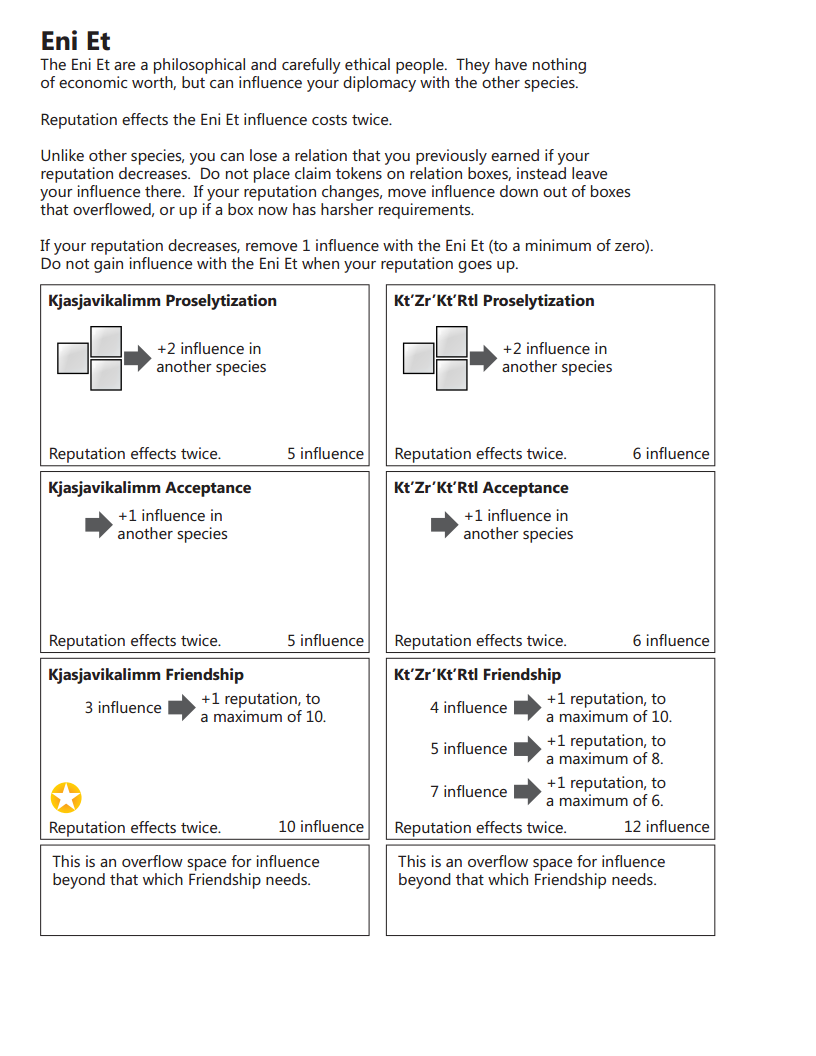 Eni Et
The Eni Et are a philosophical and carefully ethical people.  They have nothing
of economic worth, but can influence your diplomacy with the other species.
Reputation effects the Eni Et influence costs twice.
Unlike other species, you can lose a relation that you previously earned if your
reputation decreases.  Do not place claim tokens on relation boxes, instead leave
your influence there.  If your reputation changes, move influence down out of boxes
that overflowed, or up if a box now has harsher requirements.
If your reputation decreases, remove 1 influence with the Eni Et (to a minimum of zero).
Do not gain influence with the Eni Et when your reputation goes up.
Kjasjavikalimm Proselytization
+2 influence in
another species
Reputation effects twice.
5 influence
Kt’Zr’Kt’Rtl Proselytization
+2 influence in
another species
Reputation effects twice.
6 influence
Kjasjavikalimm Acceptance
+1 influence in
another species
Reputation effects twice.
5 influence
Kt’Zr’Kt’Rtl Acceptance
+1 influence in
another species
Reputation effects twice.
6 influence
Kjasjavikalimm Friendship
3 influence
+1 reputation, to
a maximum of 10.
Reputation effects twice.
10 influence
Kt’Zr’Kt’Rtl Friendship
4 influence
+1 reputation, to
a maximum of 10.
5 influence
+1 reputation, to
a maximum of 8.
7 influence
+1 reputation, to
a maximum of 6.
Reputation effects twice.
12 influence
This is an overflow space for influence
beyond that which Friendship needs.
This is an overflow space for influence
beyond that which Friendship needs.